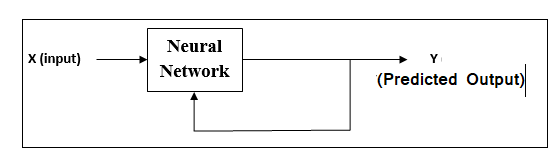 X (input)
Neural
Network
Y
(Predicted Output)